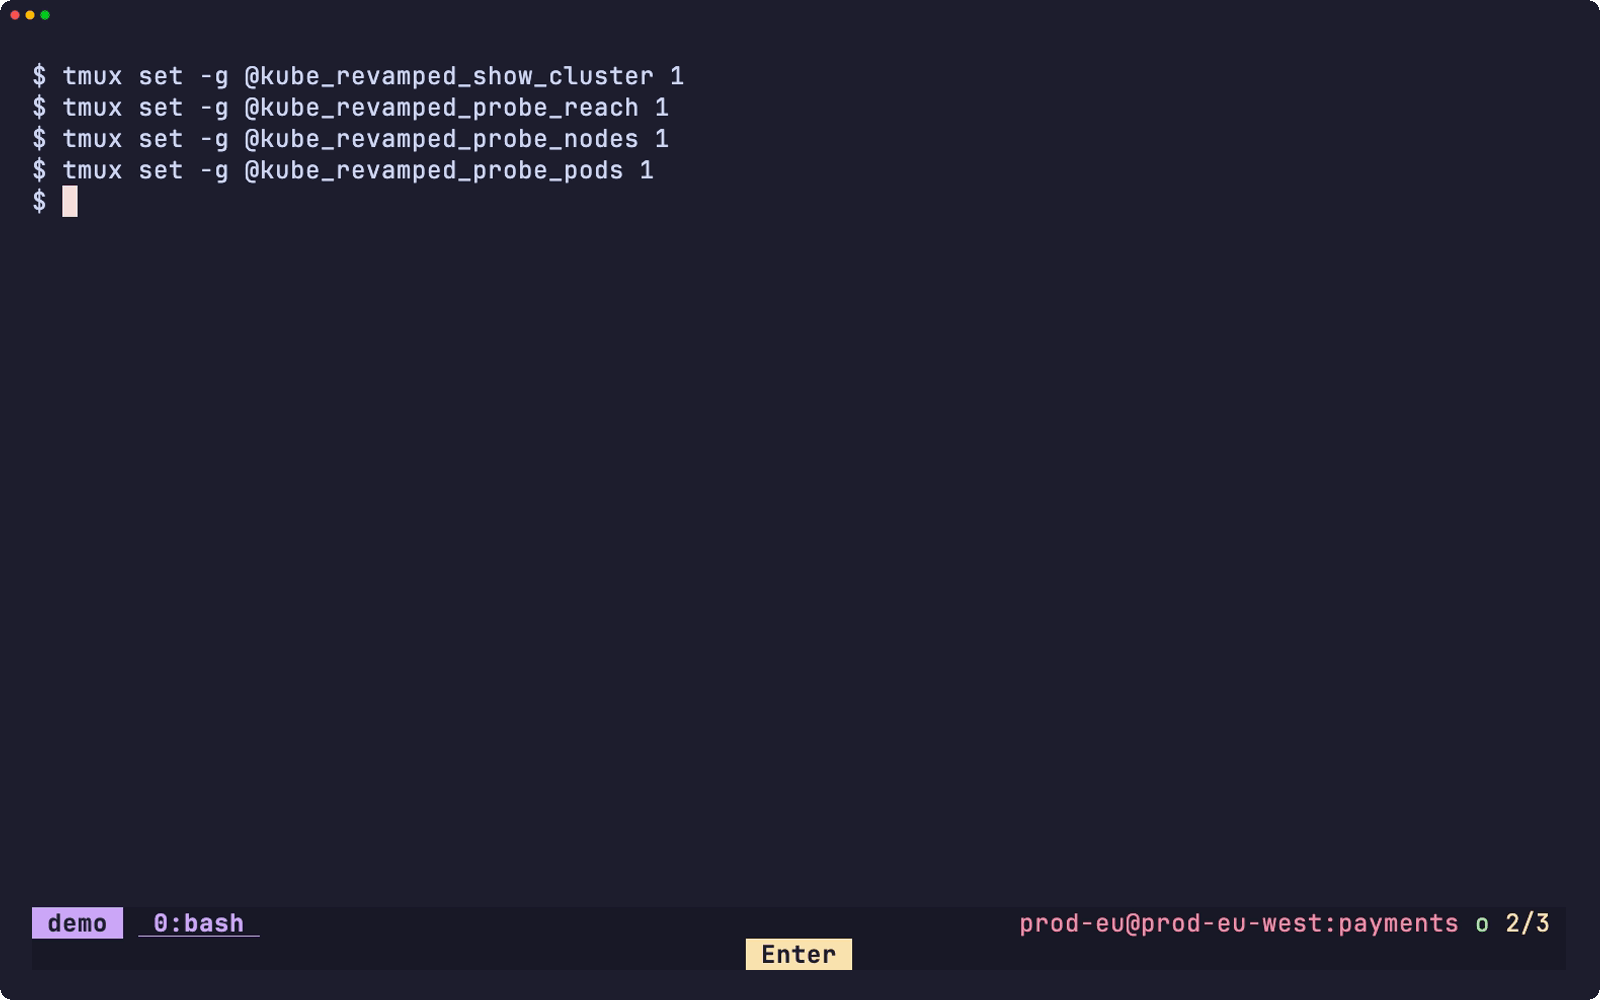 $ tmux set -g @kube_revamped_show_cluster 1
$ tmux set -g @kube_revamped_probe_reach 1
$ tmux set -g @kube_revamped_probe_nodes 1
$ tmux set -g @kube_revamped_probe_pods 1
$
demo 0:bash prod-eu@prod-eu-west:payments o 2/3
Enter